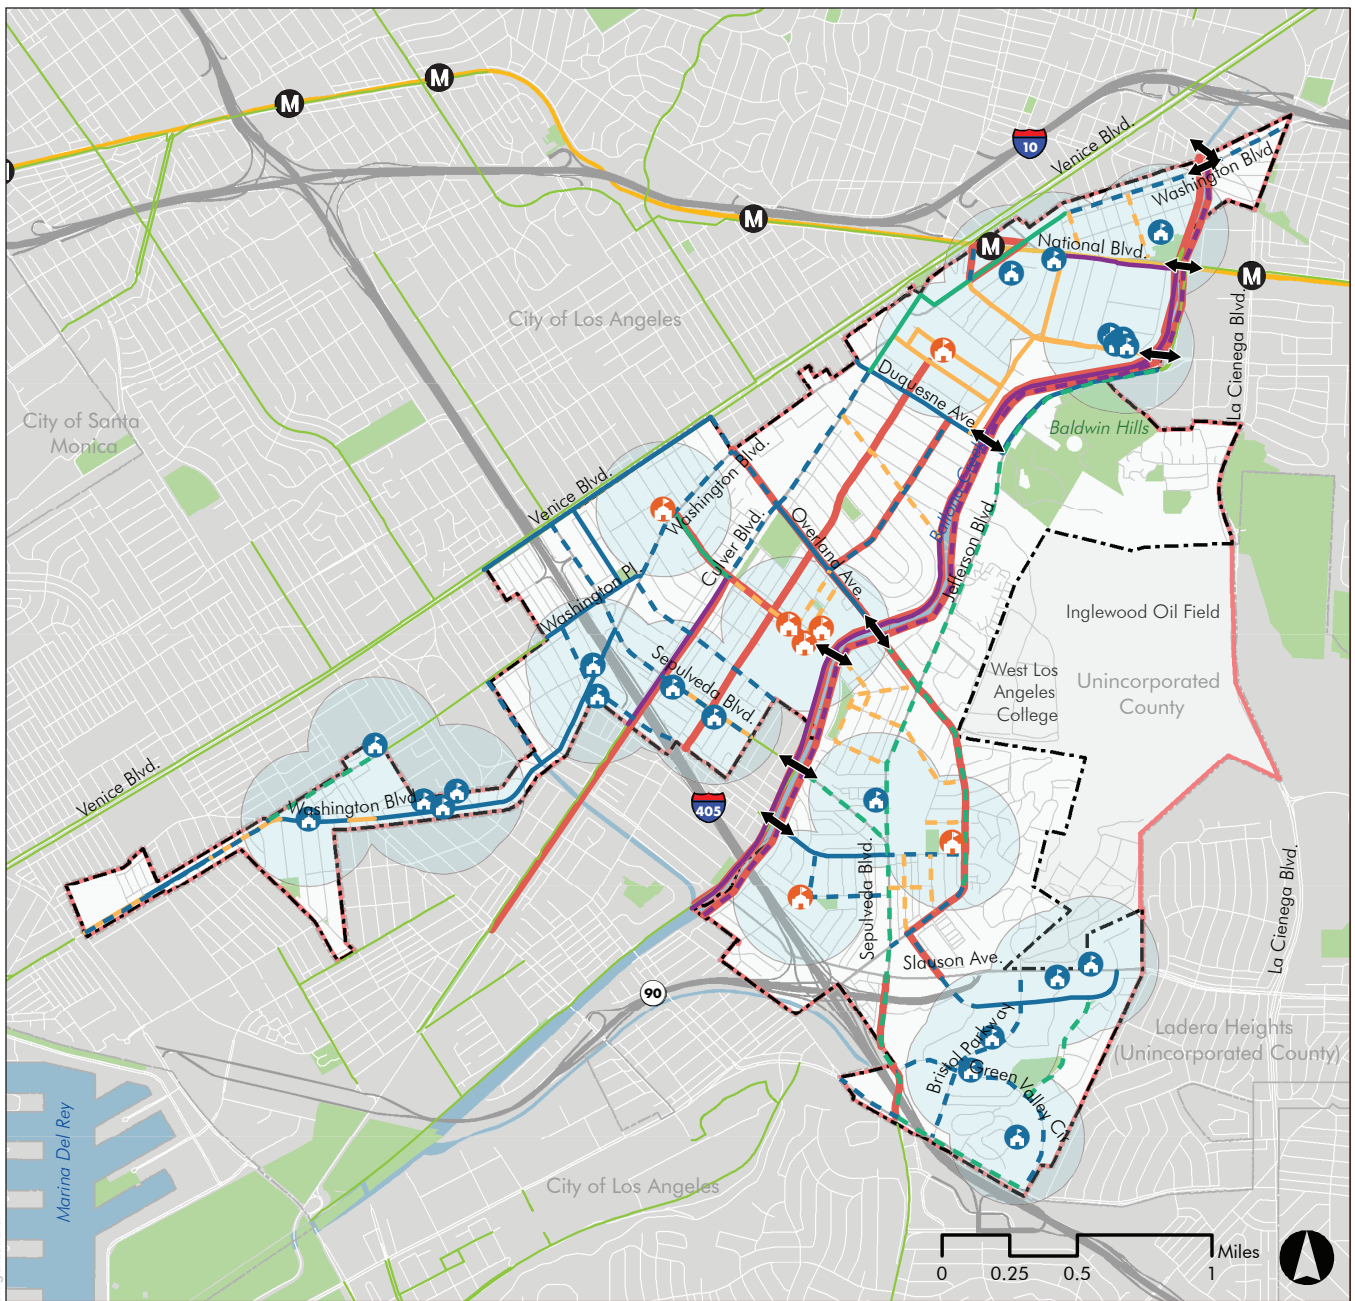 M
M
10
Venice Blvd.
Washington Blvd.
M
M
National Blvd.
M
City of Los Angeles
La Cienega Blvd.
Duquesne Ave.
City of Santa
Monica
Baldwin Hills
Washington Blvd.
Venice Blvd.
Culver Blvd.
Overland Ave.
Jefferson Blvd.
Washington Pl.
Inglewood Oil Field
Sepulveda Blvd.
West Los
Angeles
College
Unincorporated
County
Venice Blvd.
Washington Blvd.
405
Sepulveda Blvd.
La Cienega Blvd.
Slauson Ave.
90
Bristol Parkway
Ladera Heights
(Unincorporated County)
Green Valley Cir.
Marina Del Rey
City of Los Angeles
Miles
0 0.25 0.5 1